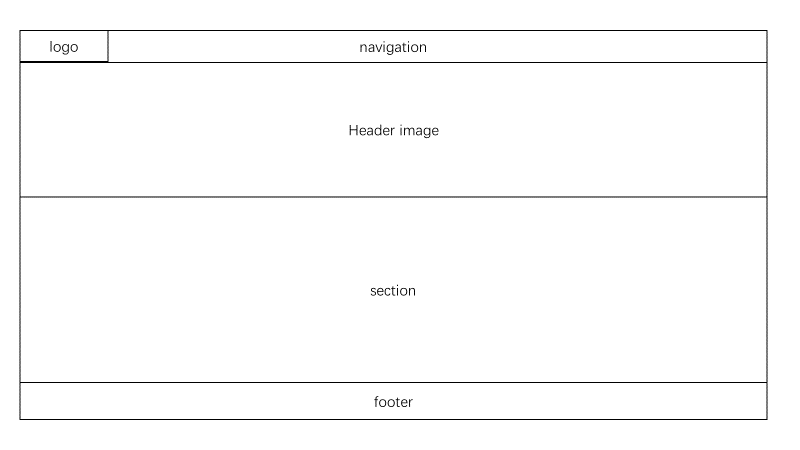 logo
navigation
Header image
section
footer